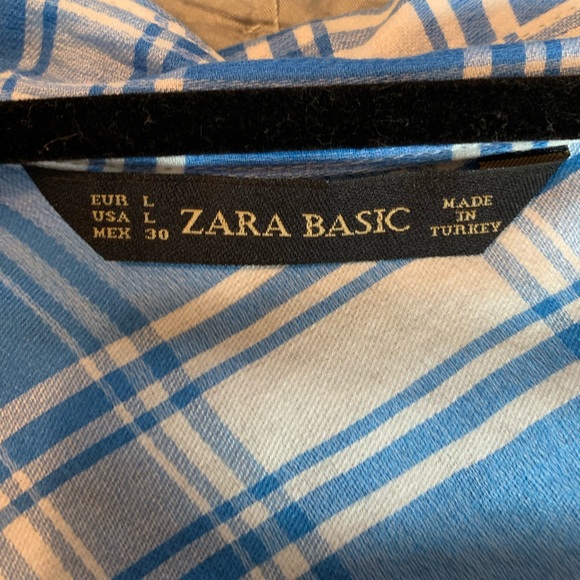 EUR L
USA L
MEX 30
ZARA BASIC
MADE
IN
TURKEY